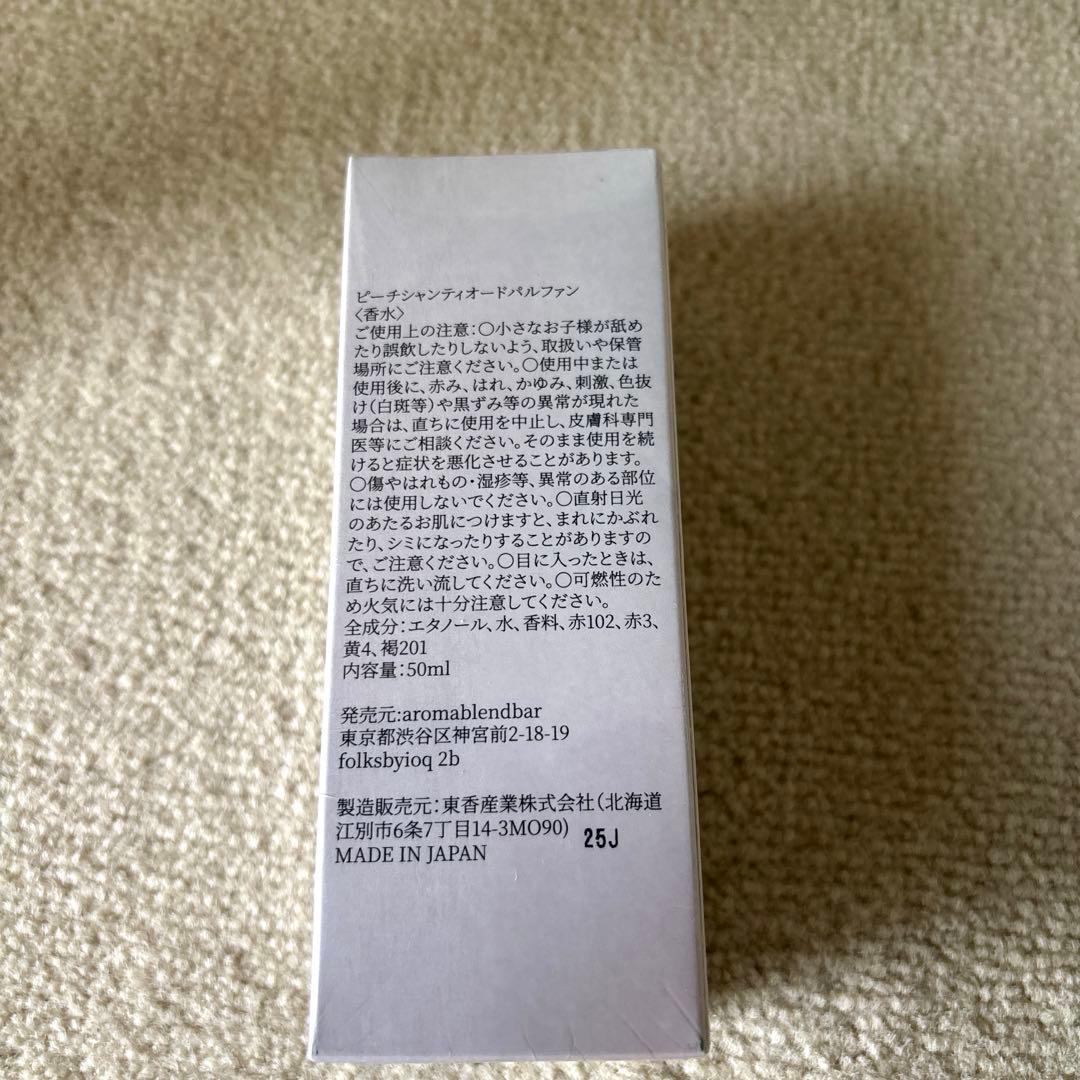 ピーチシャンティオードパルファン
〈香水〉
ご使用上の注意：〇小さなお子様が舐め
たり誤飲したりしないよう、取扱いや保管
場所にご注意ください。〇使用中または
使用後に、赤み、はれ、かゆみ、刺激、色抜
け（白斑等）や黒ずみ等の異常が現れた
場合は、直ちに使用を中止し、皮膚科専門
医等にご相談ください。そのまま使用を続
けると症状を悪化させることがあります。
〇傷やはれもの・湿疹等、異常のある部位
には使用しないでください。〇直射日光
のあたるお肌につけますと、まれにかぶれ
たり、シミになったりすることがありますの
で、ご注意ください。〇目に入ったときは、
直ちに洗い流してください。〇可燃性のた
め火気には十分注意してください。
全成分：エタノール、水、香料、赤102、赤3、
黄4、褐201
内容量：50ml
発売元:aromablendbar
東京都渋谷区神宮前2-18-19
folksbyioq 2b
製造販売元：東香産業株式会社（北海道
江別市6条7丁目14-3MO90)
MADE IN JAPAN
25J